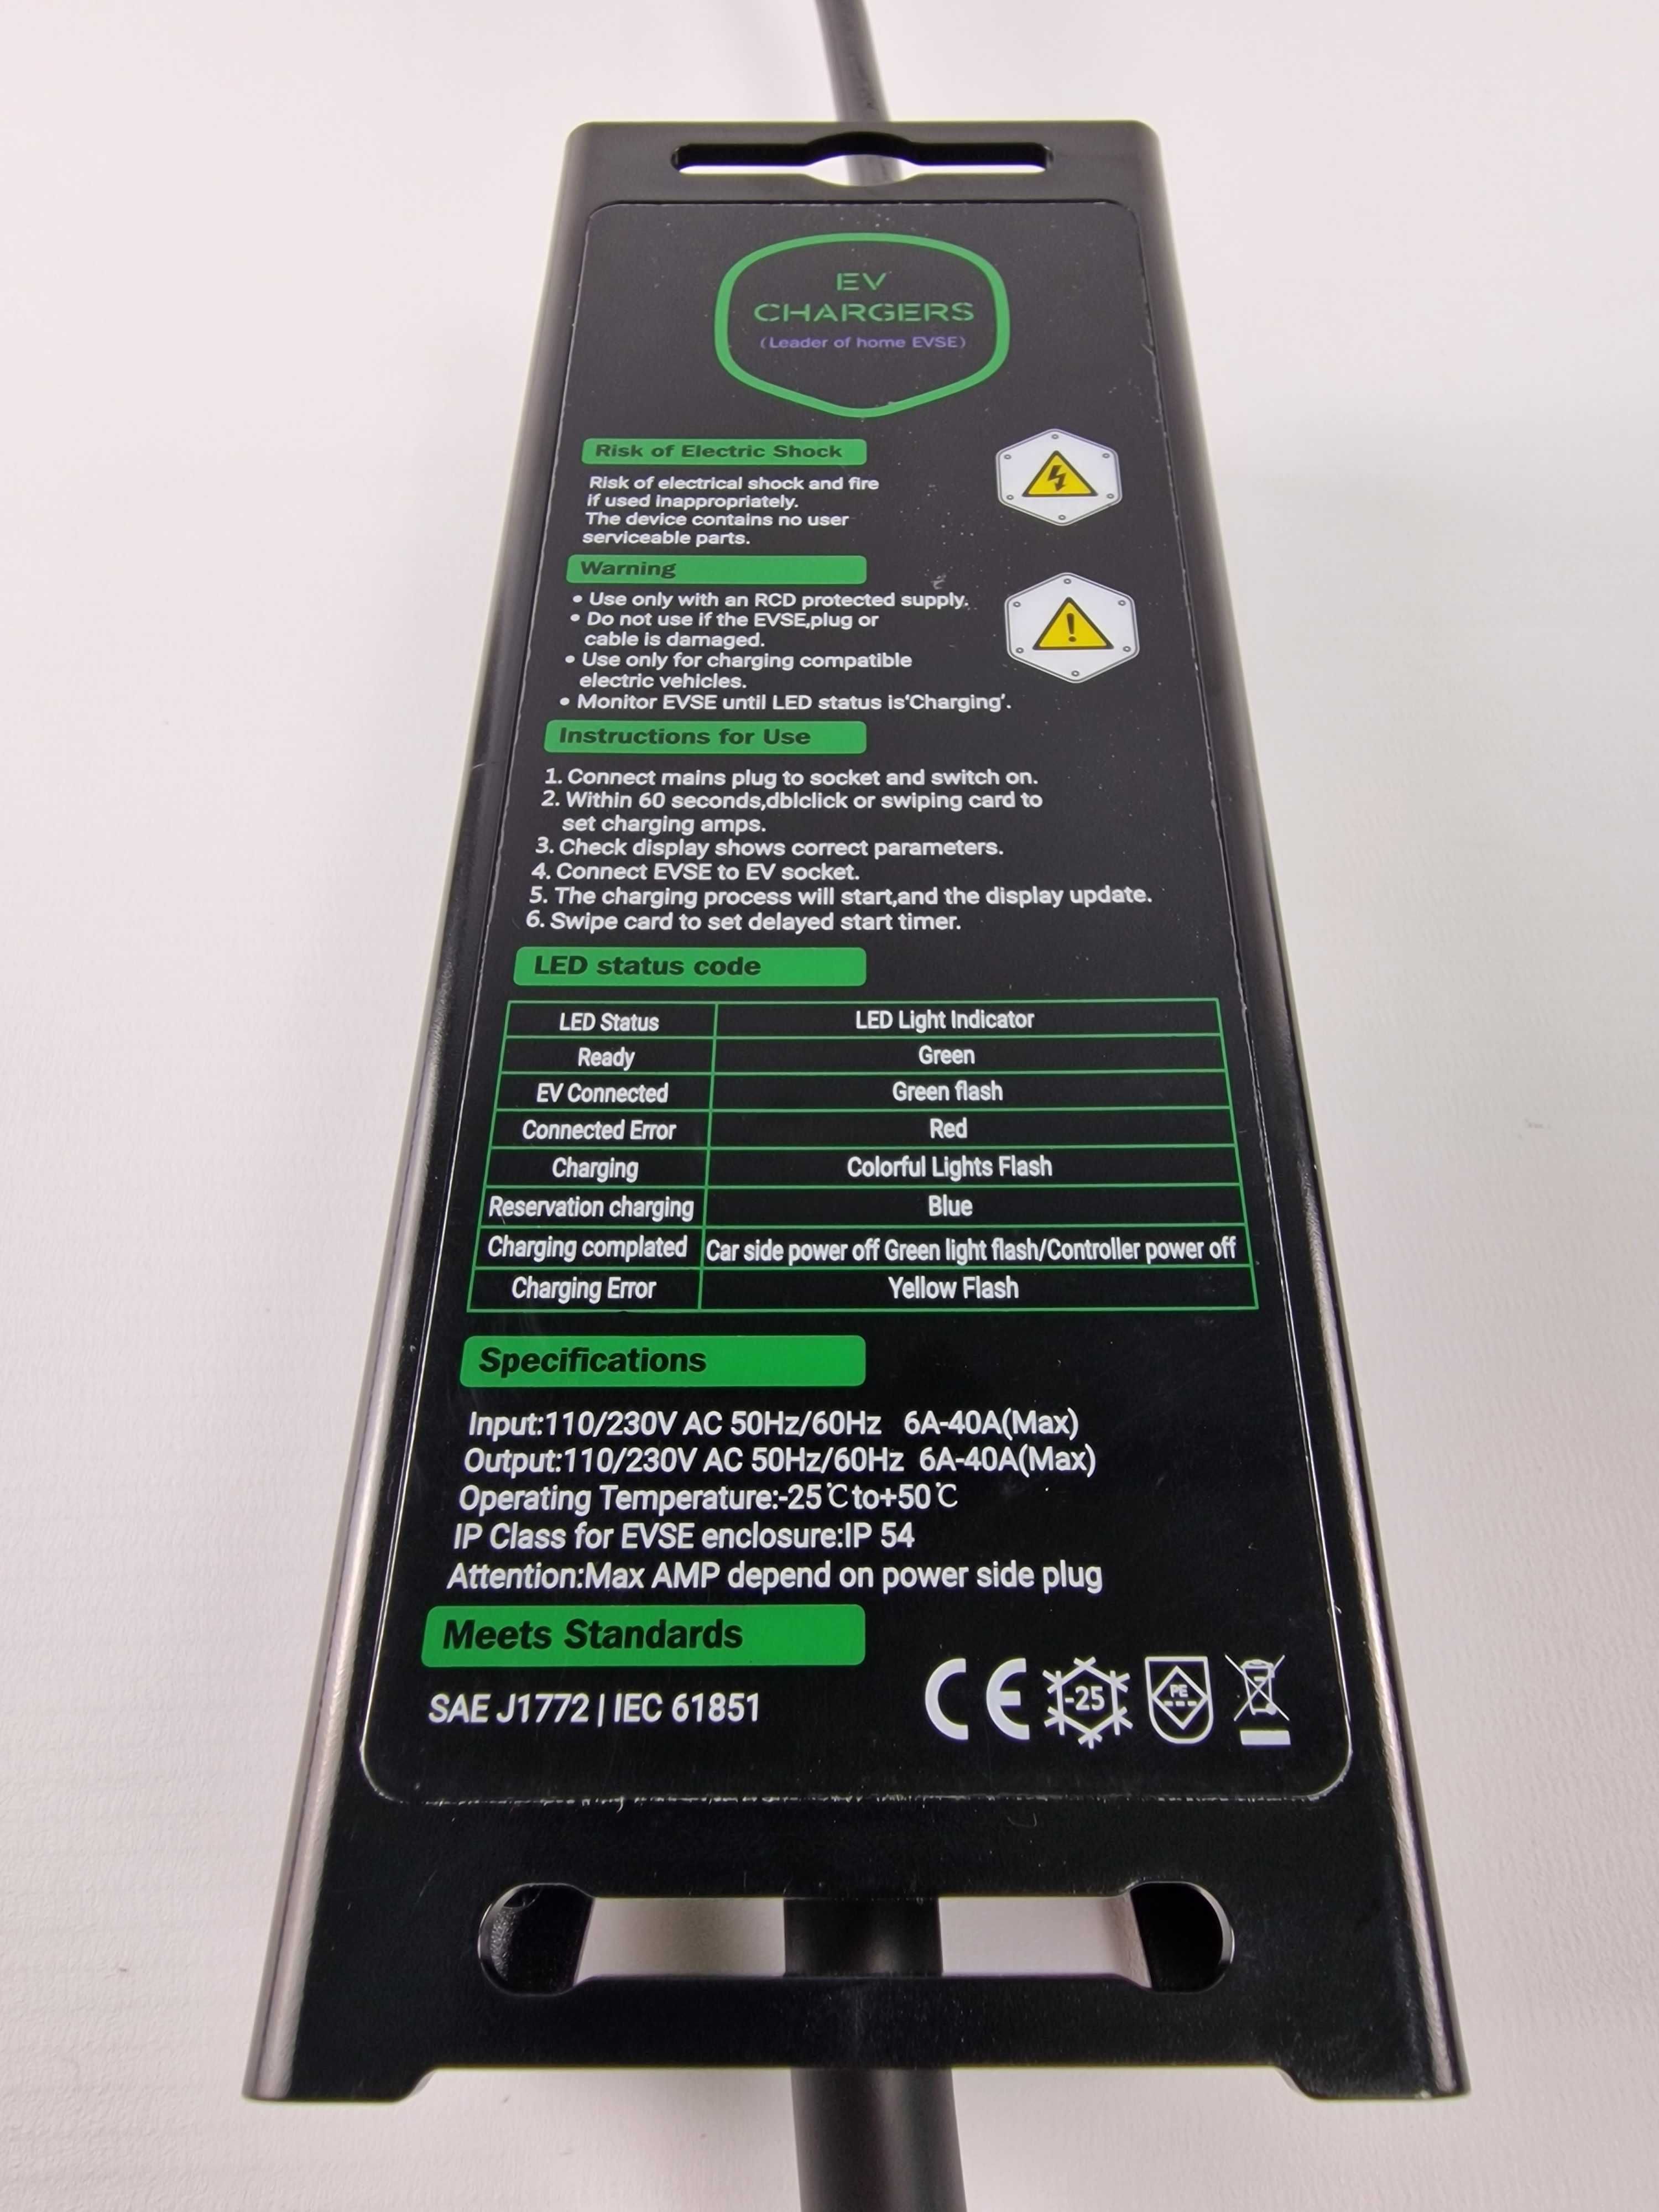 EV
CHARGERS
(Leader of home EVSE)
Risk of Electric Shock
Risk of electrical shock and fire
if used inappropriately.
The device contains no user
serviceable parts.
Warning
• Use only with an RCD protected supply.
• Do not use if the EVSE,plug or
cable is damaged.
• Use only for charging compatible
electric vehicles.
• Monitor EVSE until LED status is‘Charging’.
Instructions for Use
1. Connect mains plug to socket and switch on.
2. Within 60 seconds,dblclick or swiping card to
set charging amps.
3. Check display shows correct parameters.
4. Connect EVSE to EV socket.
5. The charging process will start,and the display update.
6. Swipe card to set delayed start timer.
LED status code
LED Status LED Light Indicator
Ready Green
EV Connected Green flash
Connected Error Red
Charging Colorful Lights Flash
Reservation charging Blue
Charging complated Car side power off Green light flash/Controller power off
Charging Error Yellow Flash
Specifications
Input:110/230V AC 50Hz/60Hz 6A-40A(Max)
Output:110/230V AC 50Hz/60Hz 6A-40A(Max)
Operating Temperature:-25℃to+50℃
IP Class for EVSE enclosure:IP 54
Attention:Max AMP depend on power side plug
Meets Standards
SAE J1772 | IEC 61851
CE -25 PE